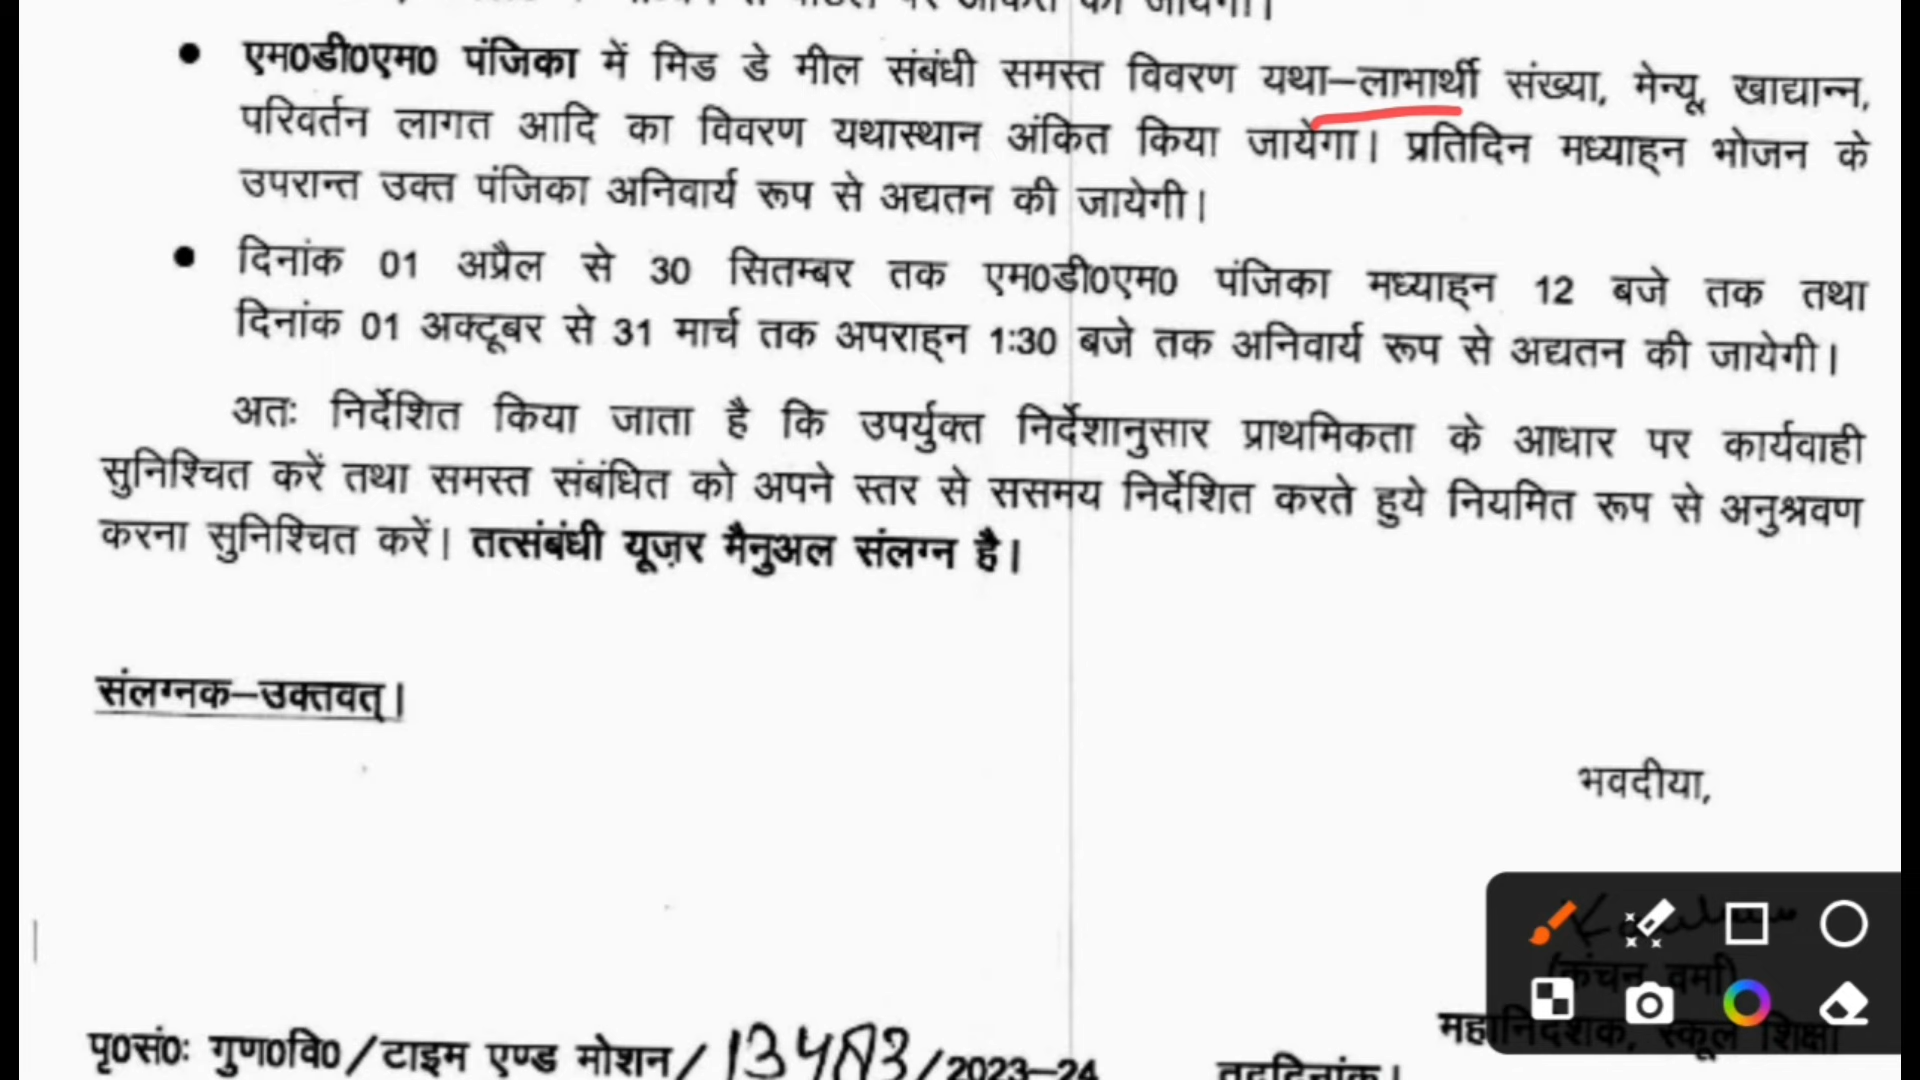 एम0डी0एम0 पंजिका में मिड डे मील संबंधी समस्त विवरण यथा–लाभार्थी संख्या, मेन्यू, खाद्यान्न,
परिवर्तन लागत आदि का विवरण यथास्थान अंकित किया जायेगा। प्रतिदिन मध्याह्न भोजन के
उपरान्त उक्त पंजिका अनिवार्य रूप से अद्यतन की जायेगी।
दिनांक 01 अप्रैल से 30 सितम्बर तक एम0डी0एम0 पंजिका मध्याह्न 12 बजे तक तथा
दिनांक 01 अक्टूबर से 31 मार्च तक अपराह्न 1:30 बजे तक अनिवार्य रूप से अद्यतन की जायेगी।
अतः निर्देशित किया जाता है कि उपर्युक्त निर्देशानुसार प्राथमिकता के आधार पर कार्यवाही
सुनिश्चित करें तथा समस्त संबंधित को अपने स्तर से ससमय निर्देशित करते हुये नियमित रूप से अनुश्रवण
करना सुनिश्चित करें। तत्संबंधी यूज़र मैनुअल संलग्न है।
संलग्नक–उक्तवत्।
भवदीया,
(कंचन वर्मा)
महानिदेशक, स्कूल शिक्षा
पृ0सं0: गुण0वि0/टाइम एण्ड मोशन/ /2023–24 तद्दिनांक।